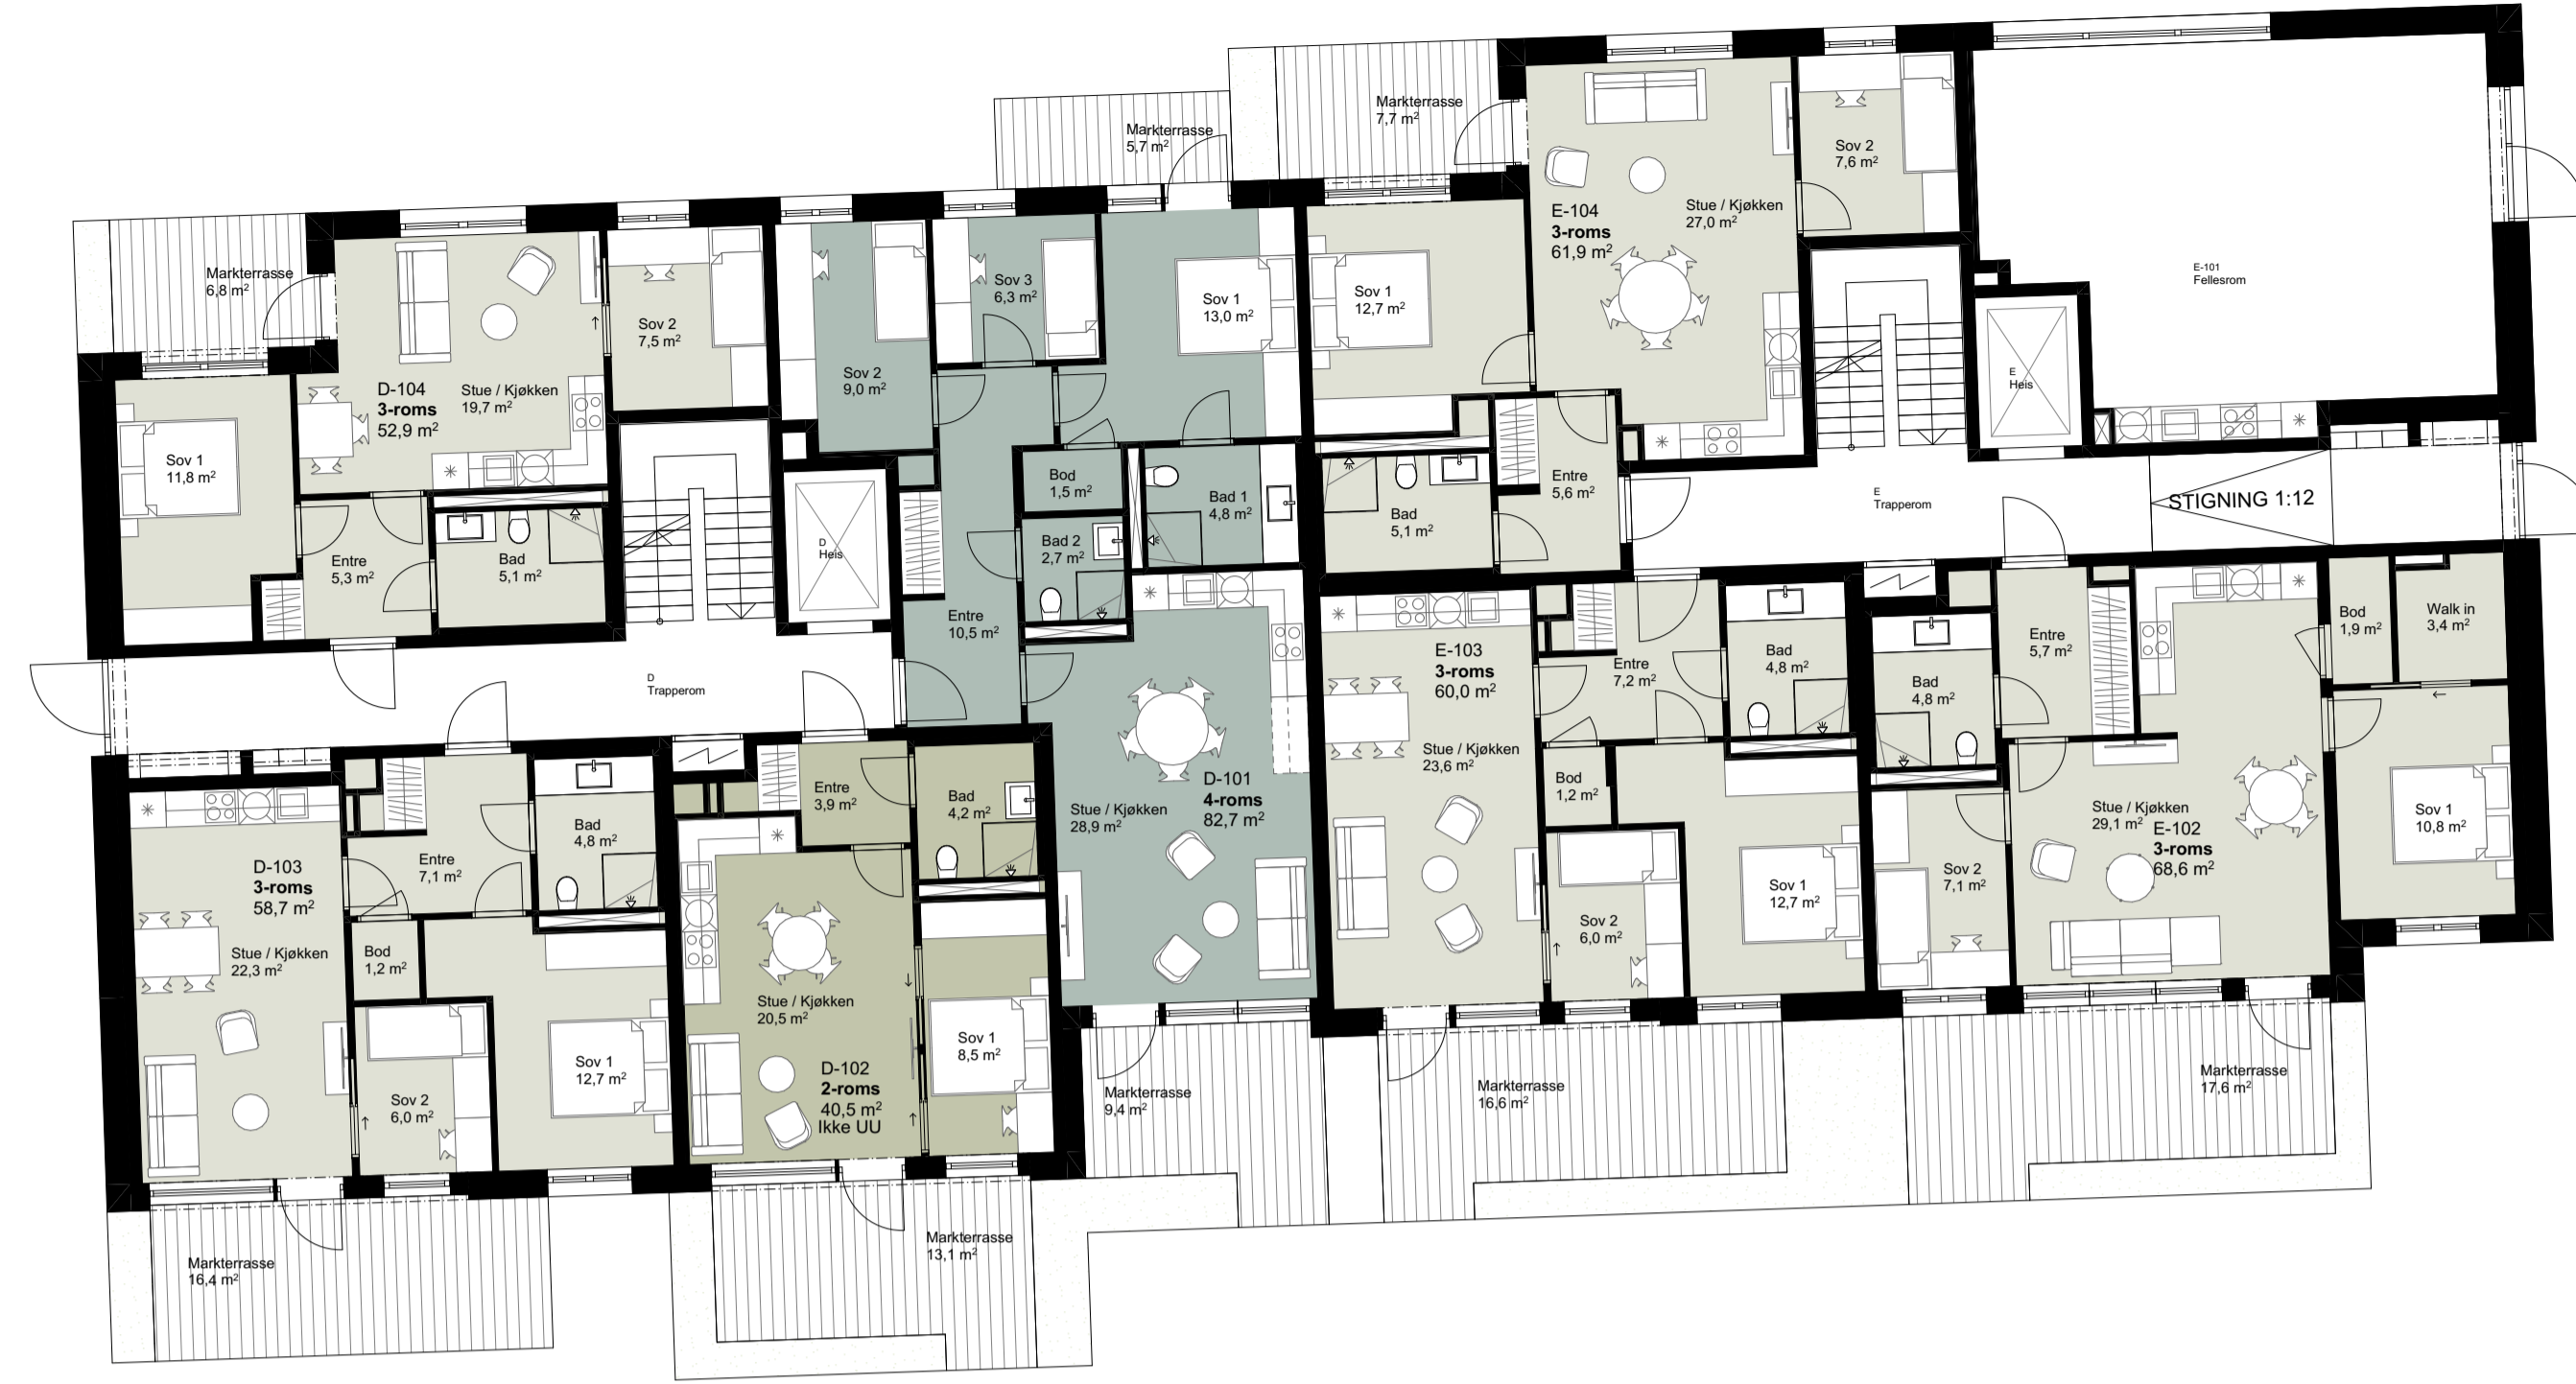 Markterrasse
7,7 m²
Markterrasse
5,7 m²
Sov 2
7,6 m²
E-104
3-roms
61,9 m²
Stue / Kjøkken
27,0 m²
Sov 1
12,7 m²
E-101
Fellesrom
E
Heis
Markterrasse
6,8 m²
Sov 2
7,5 m²
Sov 3
6,3 m²
Sov 1
13,0 m²
Sov 2
9,0 m²
D-104
3-roms
52,9 m²
Stue / Kjøkken
19,7 m²
Sov 1
11,8 m²
Bod
1,5 m²
Bad 1
4,8 m²
Bad 2
2,7 m²
Entre
10,5 m²
D
Heis
Entre
5,3 m²
Bad
5,1 m²
Bad
5,1 m²
Entre
5,6 m²
E
Trapperom
STIGNING 1:12
D
Trapperom
E-103
3-roms
60,0 m²
Stue / Kjøkken
23,6 m²
Entre
7,2 m²
Bad
4,8 m²
Bad
4,8 m²
Entre
5,7 m²
Bod
1,9 m²
Walk in
3,4 m²
Bod
1,2 m²
Sov 2
6,0 m²
Sov 1
12,7 m²
Sov 2
7,1 m²
Stue / Kjøkken
29,1 m²
E-102
3-roms
68,6 m²
Sov 1
10,8 m²
D-101
4-roms
82,7 m²
Stue / Kjøkken
28,9 m²
Entre
3,9 m²
Bad
4,2 m²
D-103
3-roms
58,7 m²
Stue / Kjøkken
22,3 m²
Entre
7,1 m²
Bad
4,8 m²
Bod
1,2 m²
Sov 2
6,0 m²
Sov 1
12,7 m²
Stue / Kjøkken
20,5 m²
D-102
2-roms
40,5 m²
Ikke UU
Sov 1
8,5 m²
Markterrasse
9,4 m²
Markterrasse
16,6 m²
Markterrasse
17,6 m²
Markterrasse
13,1 m²
Markterrasse
16,4 m²